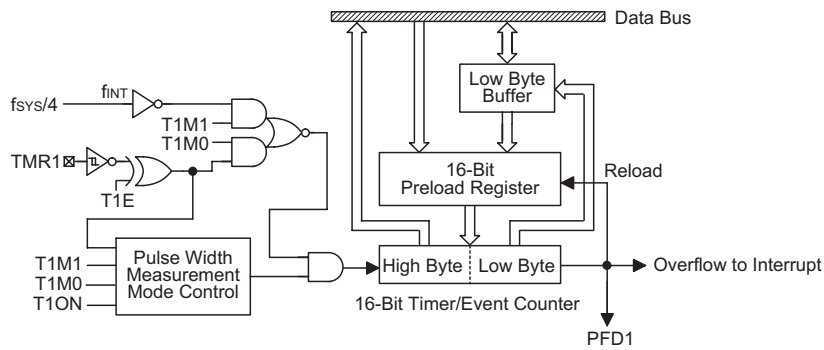 Data Bus
fSYS/4
fINT
T1M1
T1M0
TMR1
T1E
Low Byte
Buffer
16-Bit
Preload Register
Reload
T1M1
T1M0
T1ON
Pulse Width
Measurement
Mode Control
High Byte
Low Byte
Overflow to Interrupt
16-Bit Timer/Event Counter
PFD1